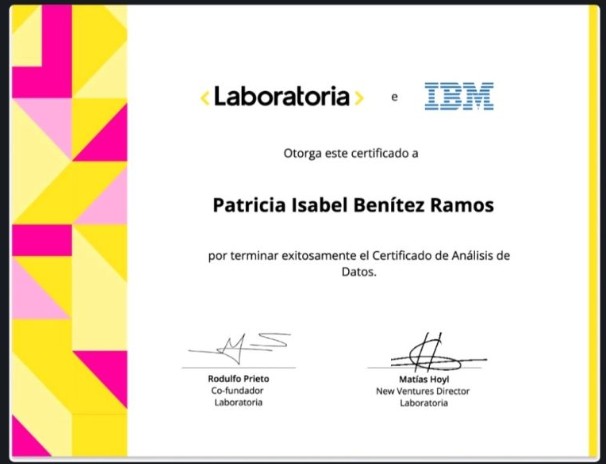 <Laboratoria> e IBM
Otorga este certificado a
Patricia Isabel Benítez Ramos
por terminar exitosamente el Certificado de Análisis de
Datos.
Rodulfo Prieto
Co-fundador
Laboratoria
Matías Hoyl
New Ventures Director
Laboratoria